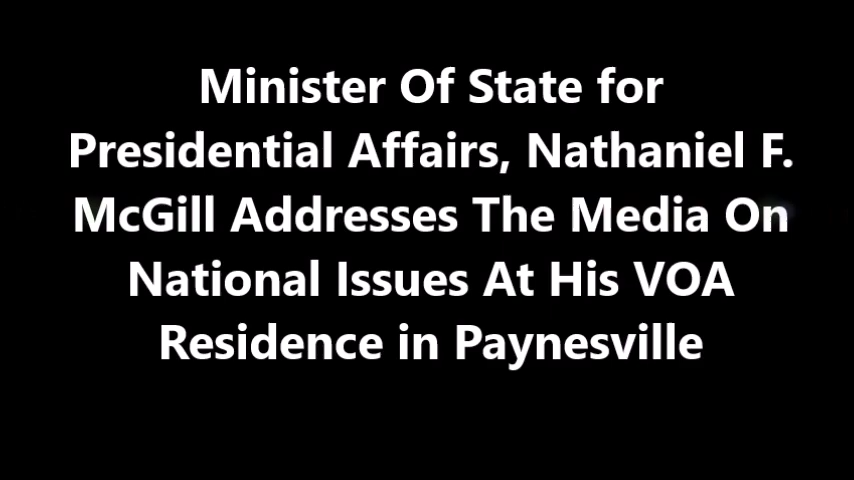 Minister Of State for
Presidential Affairs, Nathaniel F.
McGill Addresses The Media On
National Issues At His VOA
Residence in Paynesville